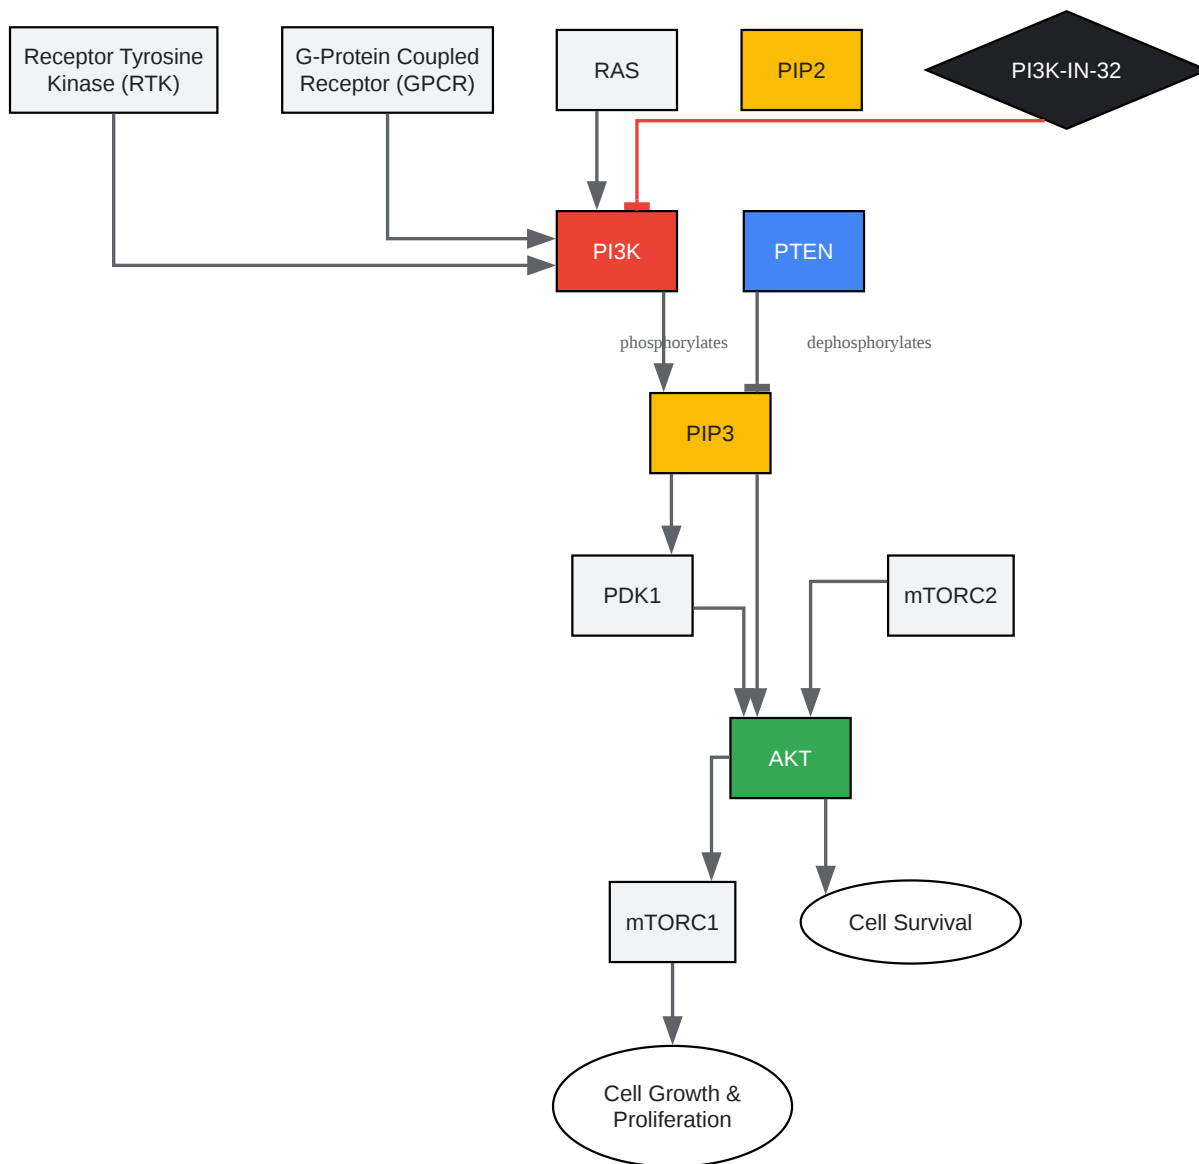 Receptor Tyrosine
Kinase (RTK)
G-Protein Coupled
Receptor (GPCR)
RAS
PIP2
PI3K-IN-32
PI3K
PTEN
phosphorylates
dephosphorylates
PIP3
PDK1
mTORC2
AKT
mTORC1
Cell Survival
Cell Growth &
Proliferation